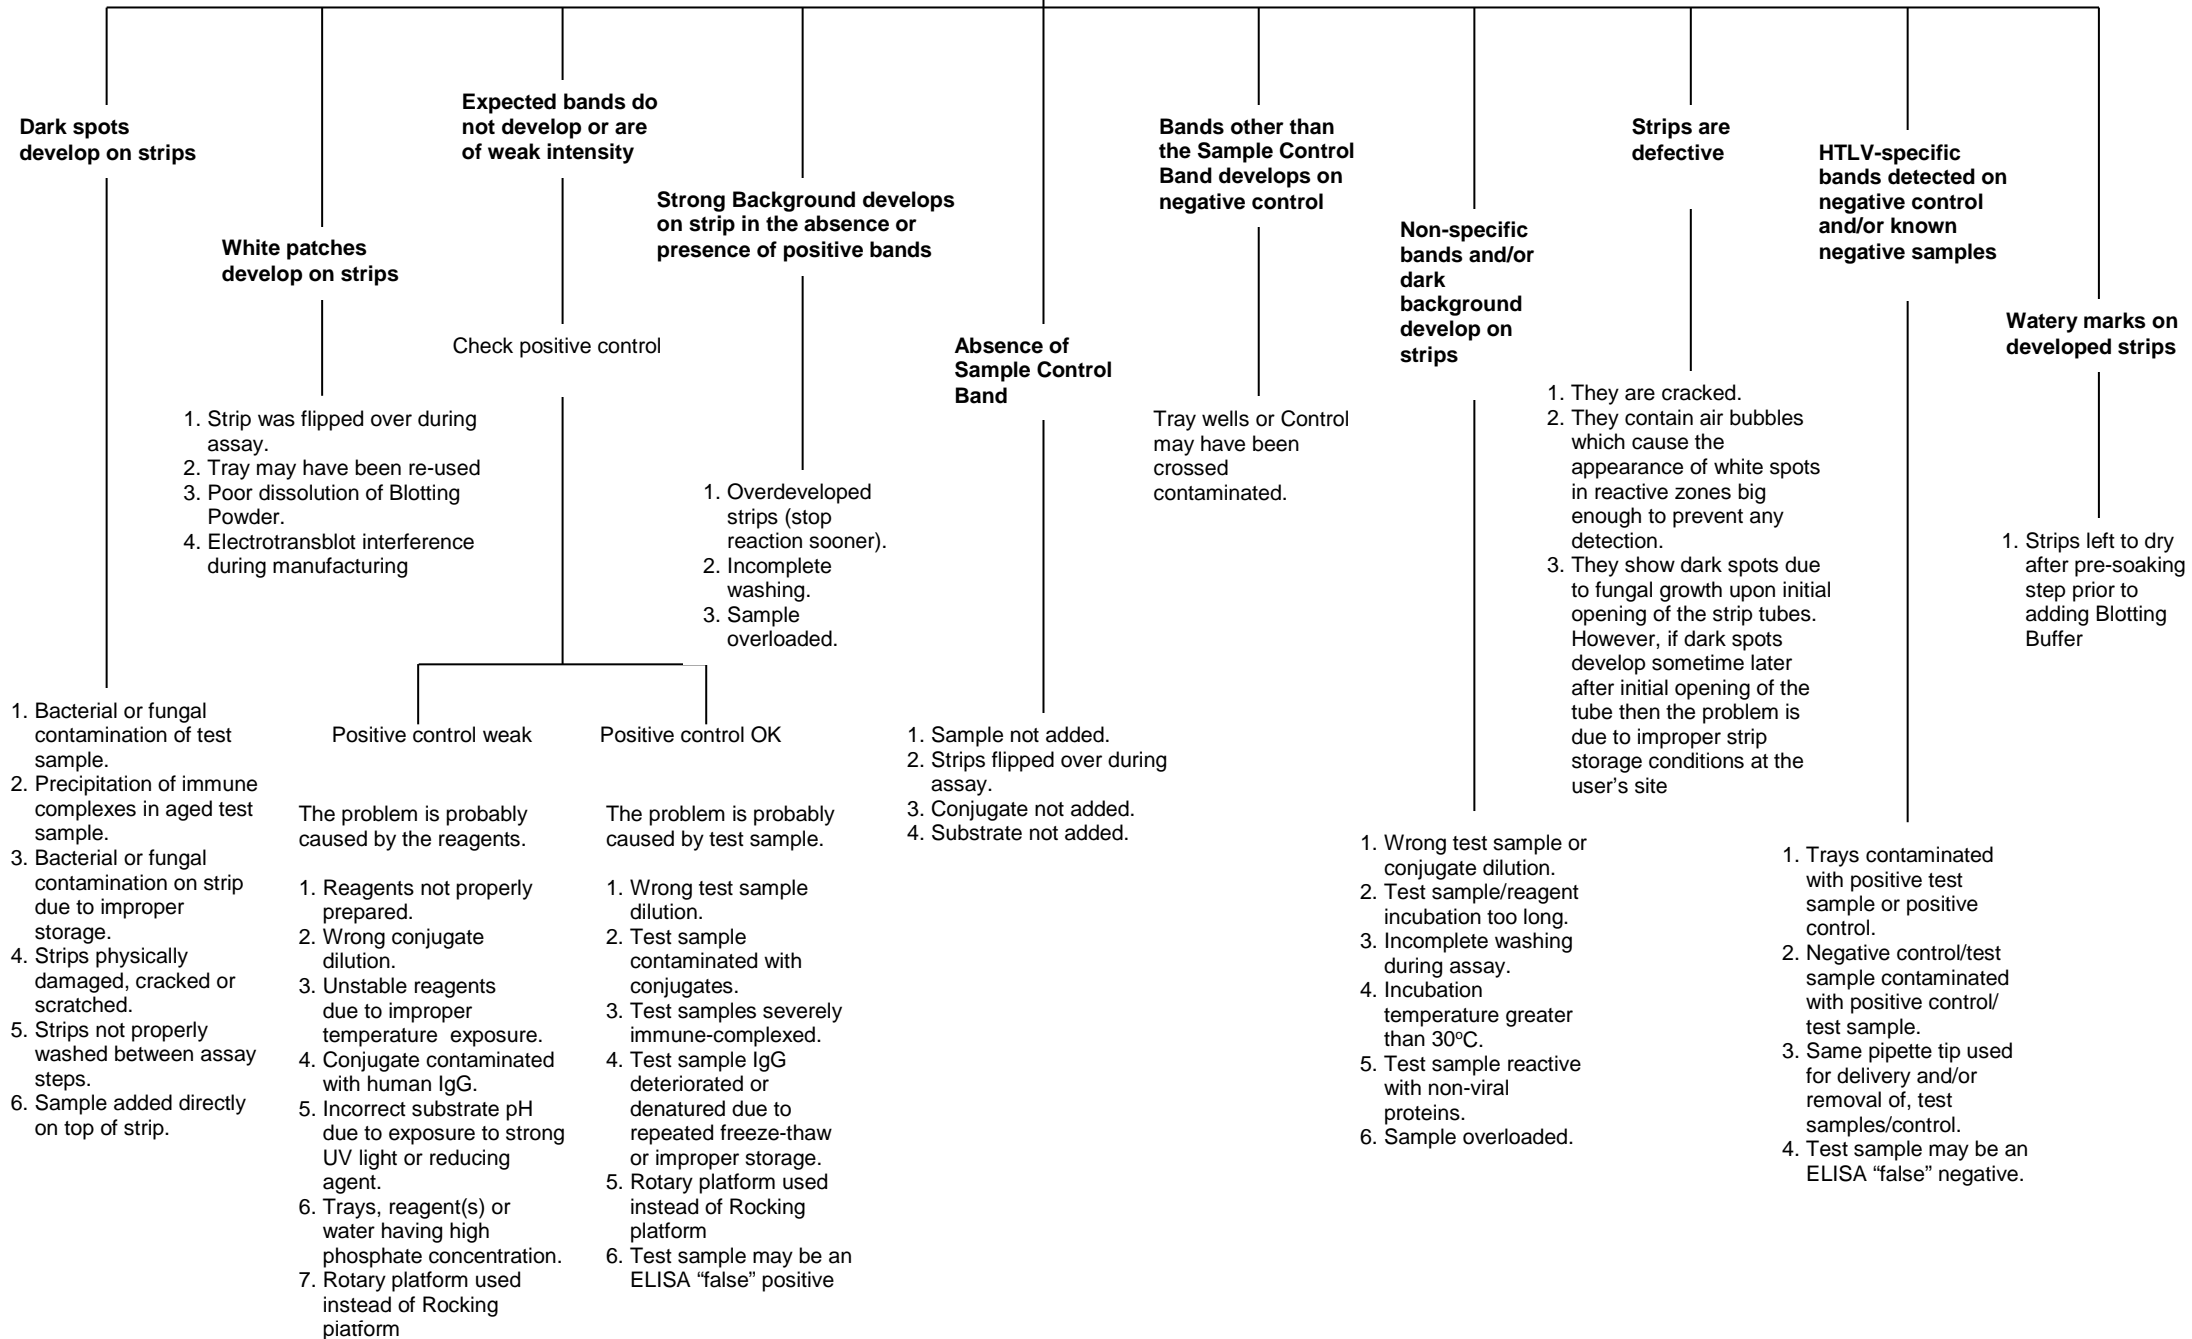 Dark spots
develop on strips
1. Bacterial or fungal
contamination of test
sample.
2. Precipitation of immune
complexes in aged test
sample.
3. Bacterial or fungal
contamination on strip
due to improper
storage.
4. Strips physically
damaged, cracked or
scratched.
5. Strips not properly
washed between assay
steps.
6. Sample added directly
on top of strip.
White patches
develop on strips
1. Strip was flipped over during
assay.
2. Tray may have been re-used
3. Poor dissolution of Blotting
Powder.
4. Electrotransblot interference
during manufacturing
Expected bands do
not develop or are
of weak intensity
Check positive control
Positive control weak
The problem is probably
caused by the reagents.
1. Reagents not properly
prepared.
2. Wrong conjugate
dilution.
3. Unstable reagents
due to improper
temperature exposure.
4. Conjugate contaminated
with human IgG.
5. Incorrect substrate pH
due to exposure to strong
UV light or reducing
agent.
6. Trays, reagent(s) or
water having high
phosphate concentration.
7. Rotary platform used
instead of Rocking
platform
Positive control OK
The problem is probably
caused by test sample.
1. Wrong test sample
dilution.
2. Test sample
contaminated with
conjugates.
3. Test samples severely
immune-complexed.
4. Test sample IgG
deteriorated or
denatured due to
repeated freeze-thaw
or improper storage.
5. Rotary platform used
instead of Rocking
platform
6. Test sample may be an
ELISA “false” positive
Strong Background develops
on strip in the absence or
presence of positive bands
1. Overdeveloped
strips (stop
reaction sooner).
2. Incomplete
washing.
3. Sample
overloaded.
Absence of
Sample Control
Band
1. Sample not added.
2. Strips flipped over during
assay.
3. Conjugate not added.
4. Substrate not added.
Bands other than
the Sample Control
Band develops on
negative control
Tray wells or Control
may have been
crossed
contaminated.
Non-specific
bands and/or
dark
background
develop on
strips
1. Wrong test sample or
conjugate dilution.
2. Test sample/reagent
incubation too long.
3. Incomplete washing
during assay.
4. Incubation
temperature greater
than 30ºC.
5. Test sample reactive
with non-viral
proteins.
6. Sample overloaded.
Strips are
defective
1. They are cracked.
2. They contain air bubbles
which cause the
appearance of white spots
in reactive zones big
enough to prevent any
detection.
3. They show dark spots due
to fungal growth upon initial
opening of the strip tubes.
However, if dark spots
develop sometime later
after initial opening of the
tube then the problem is
due to improper strip
storage conditions at the
user’s site
HTLV-specific
bands detected on
negative control
and/or known
negative samples
1. Trays contaminated
with positive test
sample or positive
control.
2. Negative control/test
sample contaminated
with positive control/
test sample.
3. Same pipette tip used
for delivery and/or
removal of, test
samples/control.
4. Test sample may be an
ELISA “false” negative.
Watery marks on
developed strips
1. Strips left to dry
after pre-soaking
step prior to
adding Blotting
Buffer